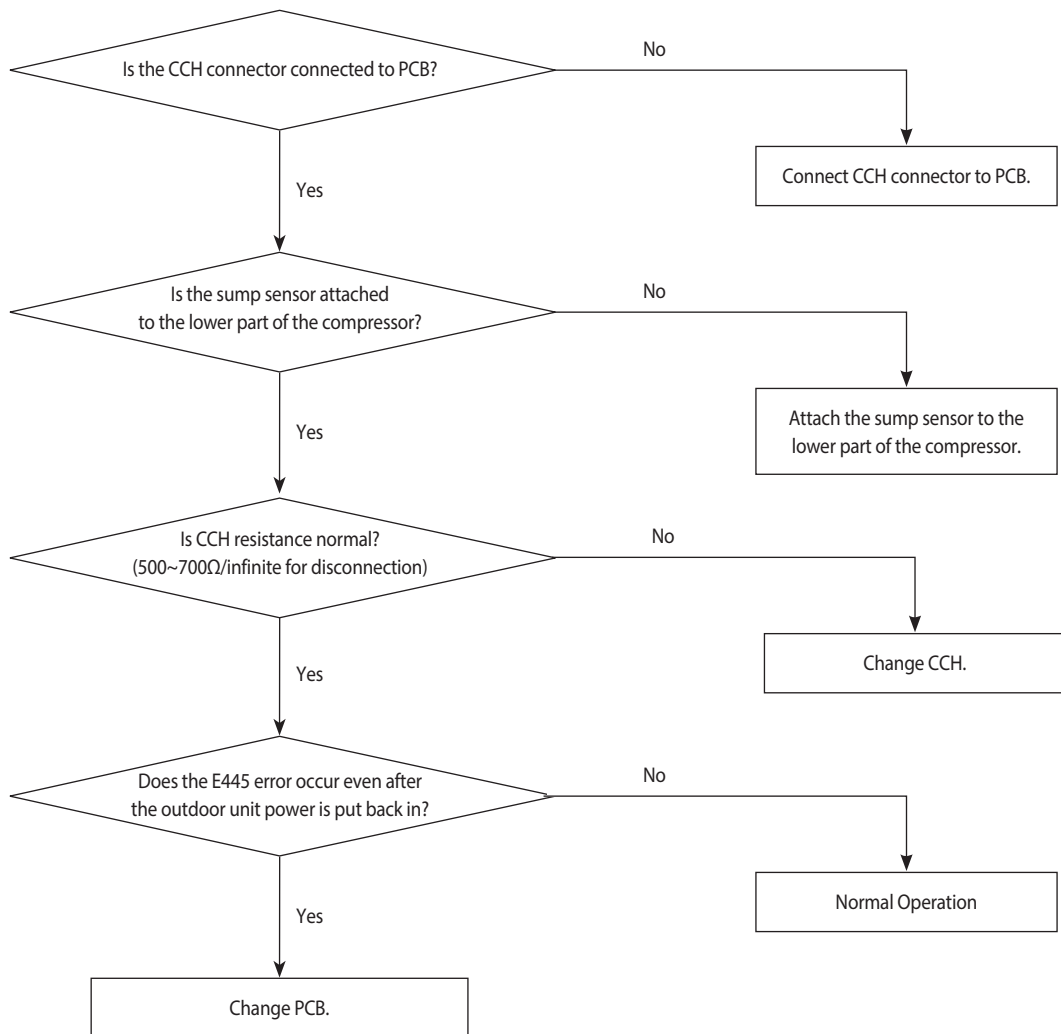 Is the CCH connector connected to PCB?
No
Connect CCH connector to PCB.
Yes
Is the sump sensor attached
to the lower part of the compressor?
No
Attach the sump sensor to the
lower part of the compressor.
Yes
Is CCH resistance normal?
(500~700Ω/infinite for disconnection)
No
Change CCH.
Yes
Does the E445 error occur even after
the outdoor unit power is put back in?
No
Normal Operation
Yes
Change PCB.